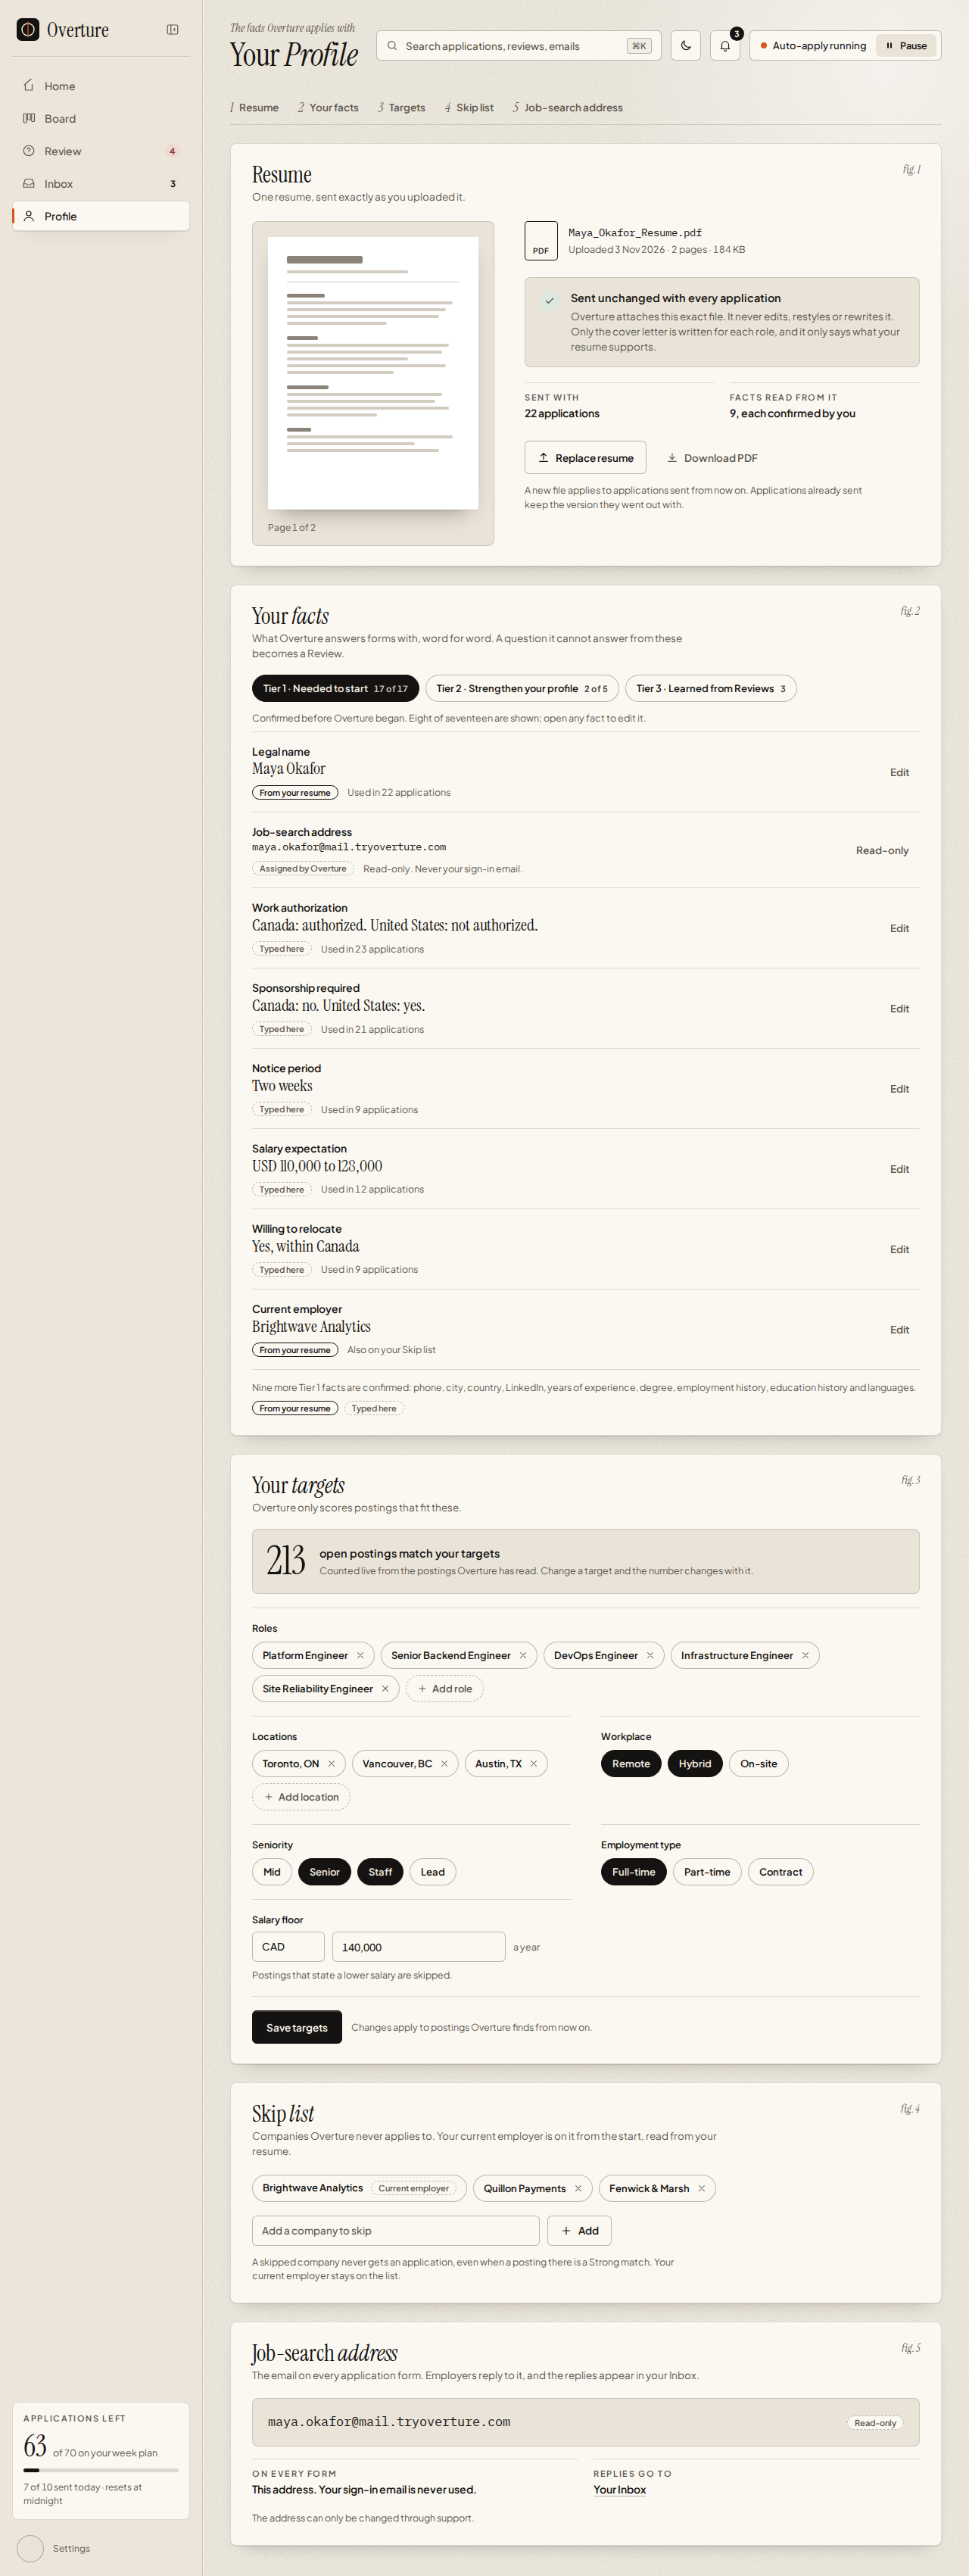 Overture
Home
Board
Review 4
Inbox 3
Profile
The facts Overture applies with
Your Profile
Search applications, reviews, emails ⌘K
3
Auto-apply running
Pause
1 Resume
2 Your facts
3 Targets
4 Skip list
5 Job-search address
Resume
fig.1
One resume, sent exactly as you uploaded it.
Page 1 of 2
PDF
Maya_Okafor_Resume.pdf
Uploaded 3 Nov 2026 · 2 pages · 184 KB
Sent unchanged with every application
Overture attaches this exact file. It never edits, restyles or rewrites it.
Only the cover letter is written for each role, and it only says what your
resume supports.
SENT WITH
22 applications
FACTS READ FROM IT
9, each confirmed by you
Replace resume
Download PDF
A new file applies to applications sent from now on. Applications already sent
keep the version they went out with.
Your facts
fig.2
What Overture answers forms with, word for word. A question it cannot answer from these
becomes a Review.
Tier 1 · Needed to start 17 of 17
Tier 2 · Strengthen your profile 2 of 5
Tier 3 · Learned from Reviews 3
Confirmed before Overture began. Eight of seventeen are shown; open any fact to edit it.
Legal name
Maya Okafor
From your resume
Used in 22 applications
Edit
Job-search address
maya.okafor@mail.tryoverture.com
Assigned by Overture
Read-only. Never your sign-in email.
Read-only
Work authorization
Canada: authorized. United States: not authorized.
Typed here
Used in 23 applications
Edit
Sponsorship required
Canada: no. United States: yes.
Typed here
Used in 21 applications
Edit
Notice period
Two weeks
Typed here
Used in 9 applications
Edit
Salary expectation
USD 110,000 to 128,000
Typed here
Used in 12 applications
Edit
Willing to relocate
Yes, within Canada
Typed here
Used in 9 applications
Edit
Current employer
Brightwave Analytics
From your resume
Also on your Skip list
Edit
Nine more Tier 1 facts are confirmed: phone, city, country, LinkedIn, years of experience, degree, employment history, education history and languages.
From your resume
Typed here
Your targets
fig.3
Overture only scores postings that fit these.
213
open postings match your targets
Counted live from the postings Overture has read. Change a target and the number changes with it.
Roles
Platform Engineer
Senior Backend Engineer
DevOps Engineer
Infrastructure Engineer
Site Reliability Engineer
Add role
Locations
Toronto, ON
Vancouver, BC
Austin, TX
Add location
Workplace
Remote
Hybrid
On-site
Seniority
Mid
Senior
Staff
Lead
Employment type
Full-time
Part-time
Contract
Salary floor
CAD
140,000
a year
Postings that state a lower salary are skipped.
Save targets
Changes apply to postings Overture finds from now on.
Skip list
fig.4
Companies Overture never applies to. Your current employer is on it from the start, read from your
resume.
Brightwave Analytics Current employer
Quillon Payments
Fenwick & Marsh
Add a company to skip
Add
A skipped company never gets an application, even when a posting there is a Strong match. Your
current employer stays on the list.
Job-search address
fig.5
The email on every application form. Employers reply to it, and the replies appear in your Inbox.
maya.okafor@mail.tryoverture.com
Read-only
ON EVERY FORM
This address. Your sign-in email is never used.
REPLIES GO TO
Your Inbox
The address can only be changed through support.
APPLICATIONS LEFT
63 of 70 on your week plan
7 of 10 sent today · resets at
midnight
Settings